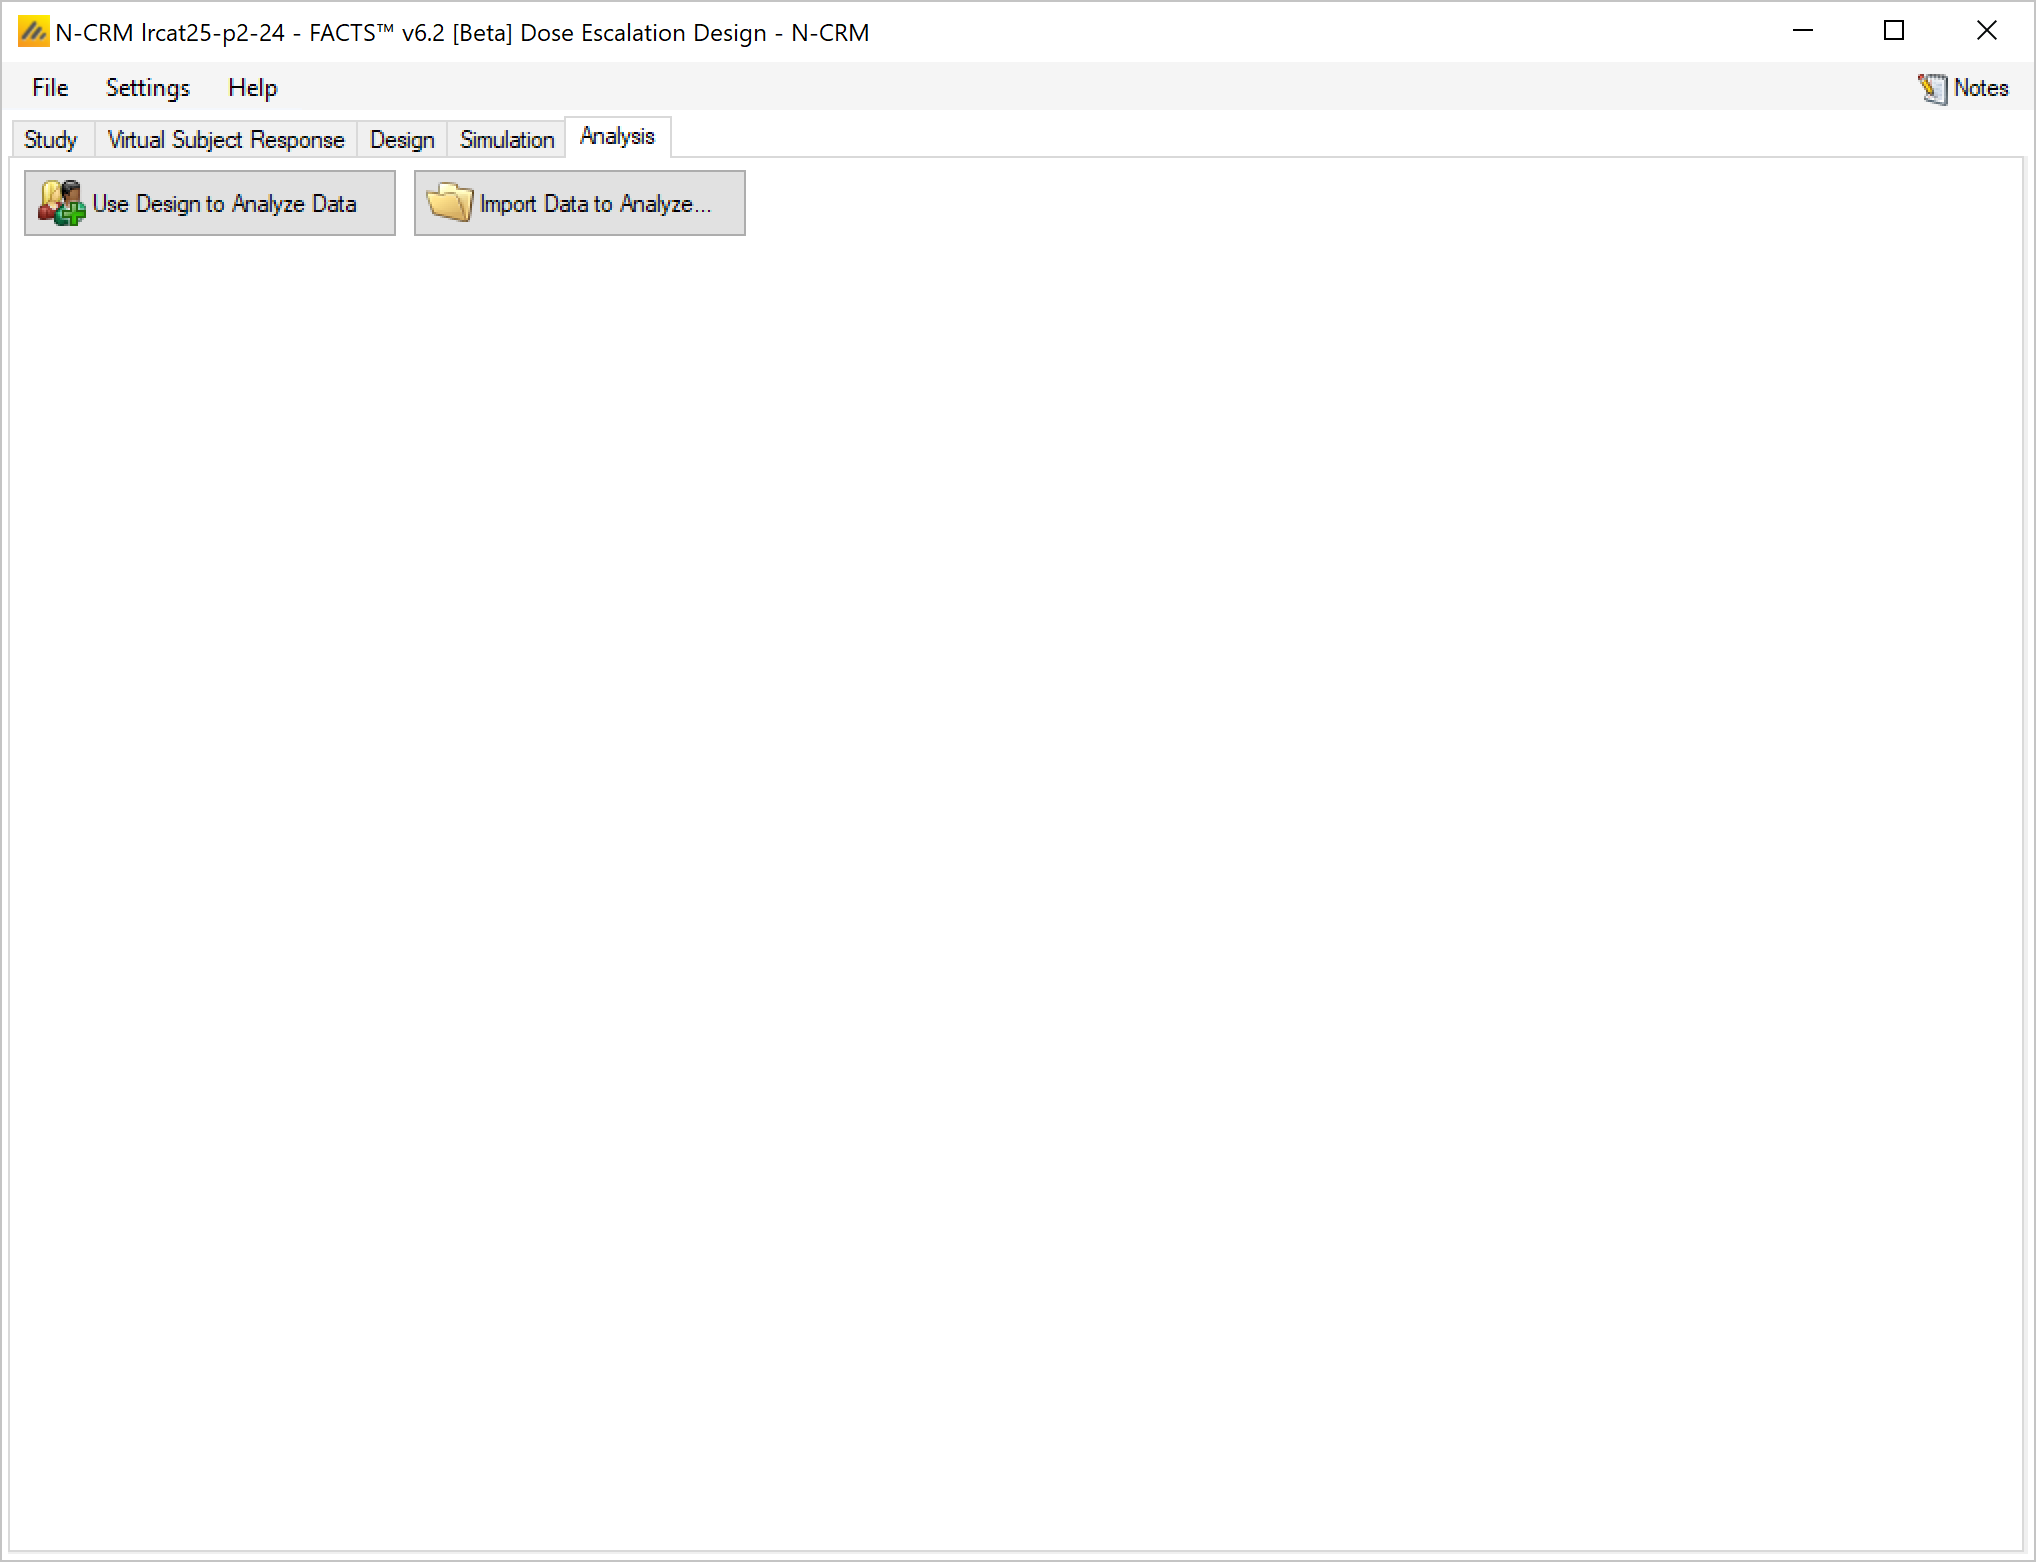 N-CRM lrcat25-p2-24 - FACTS™ v6.2 [Beta] Dose Escalation Design - N-CRM
File Settings Help Notes
Study Virtual Subject Response Design Simulation Analysis
Use Design to Analyze Data Import Data to Analyze...